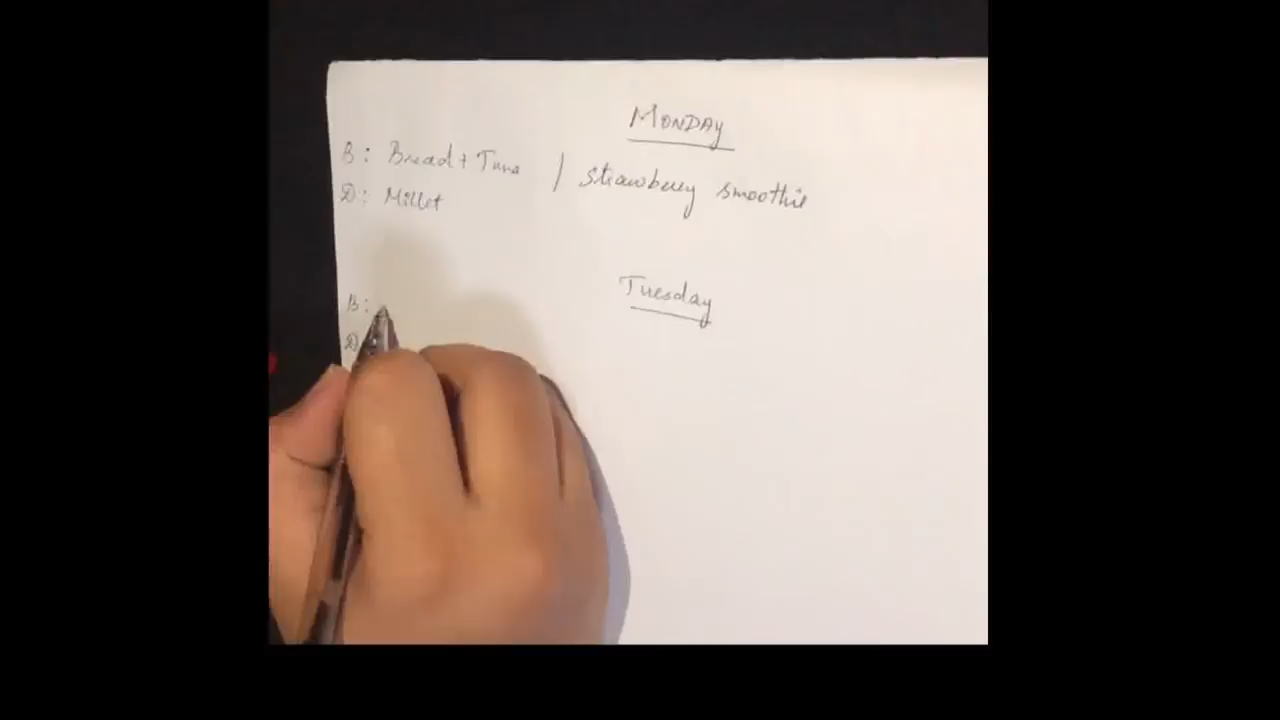 MONDAY
B: Bread + Tuna / strawberry smoothie
D: Millet
Tuesday
B:
D